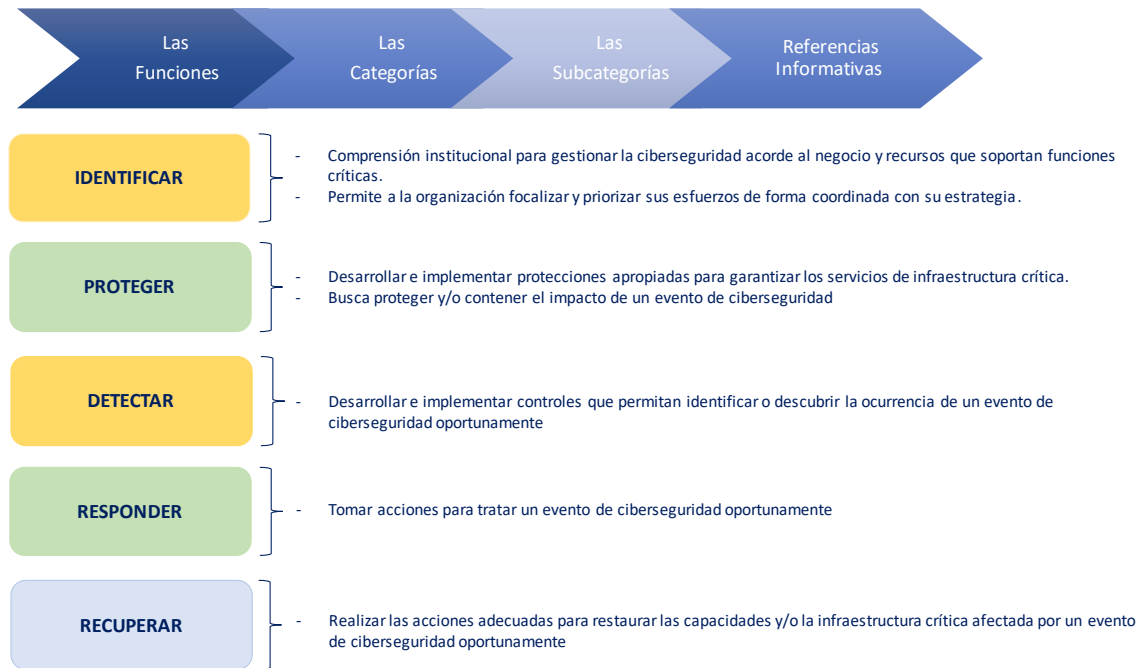 Las
Funciones
Las
Categorías
Las
Subcategorías
Referencias
Informativas
IDENTIFICAR
- Comprensión institucional para gestionar la ciberseguridad acorde al negocio y recursos que soportan funciones
críticas.
- Permite a la organización focalizar y priorizar sus esfuerzos de forma coordinada con su estrategia.
PROTEGER
- Desarrollar e implementar protecciones apropiadas para garantizar los servicios de infraestructura crítica.
- Busca proteger y/o contener el impacto de un evento de ciberseguridad
DETECTAR
- Desarrollar e implementar controles que permitan identificar o descubrir la ocurrencia de un evento de
ciberseguridad oportunamente
RESPONDER
- Tomar acciones para tratar un evento de ciberseguridad oportunamente
RECUPERAR
- Realizar las acciones adecuadas para restaurar las capacidades y/o la infraestructura crítica afectada por un evento
de ciberseguridad oportunamente